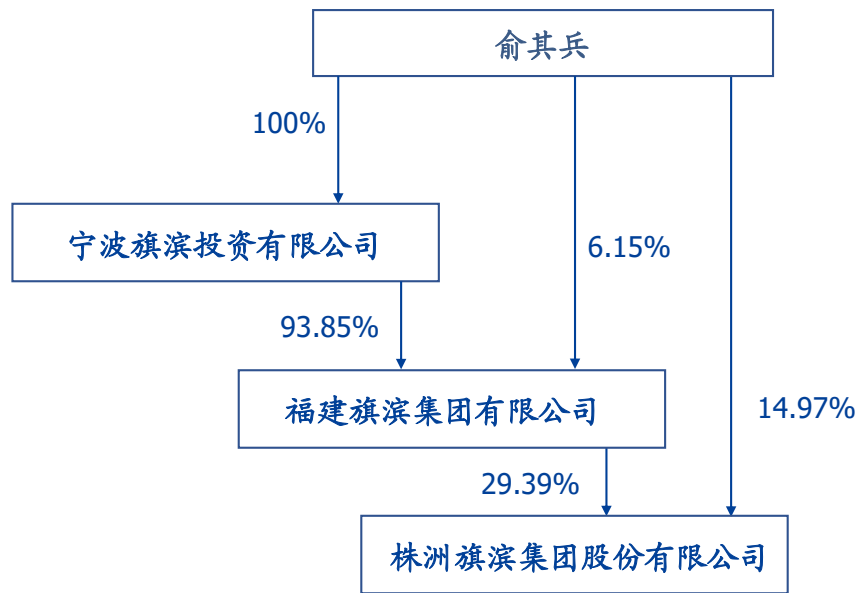 俞其兵
100%
宁波旗滨投资有限公司
6.15%
93.85%
福建旗滨集团有限公司
14.97%
29.39%
株洲旗滨集团股份有限公司